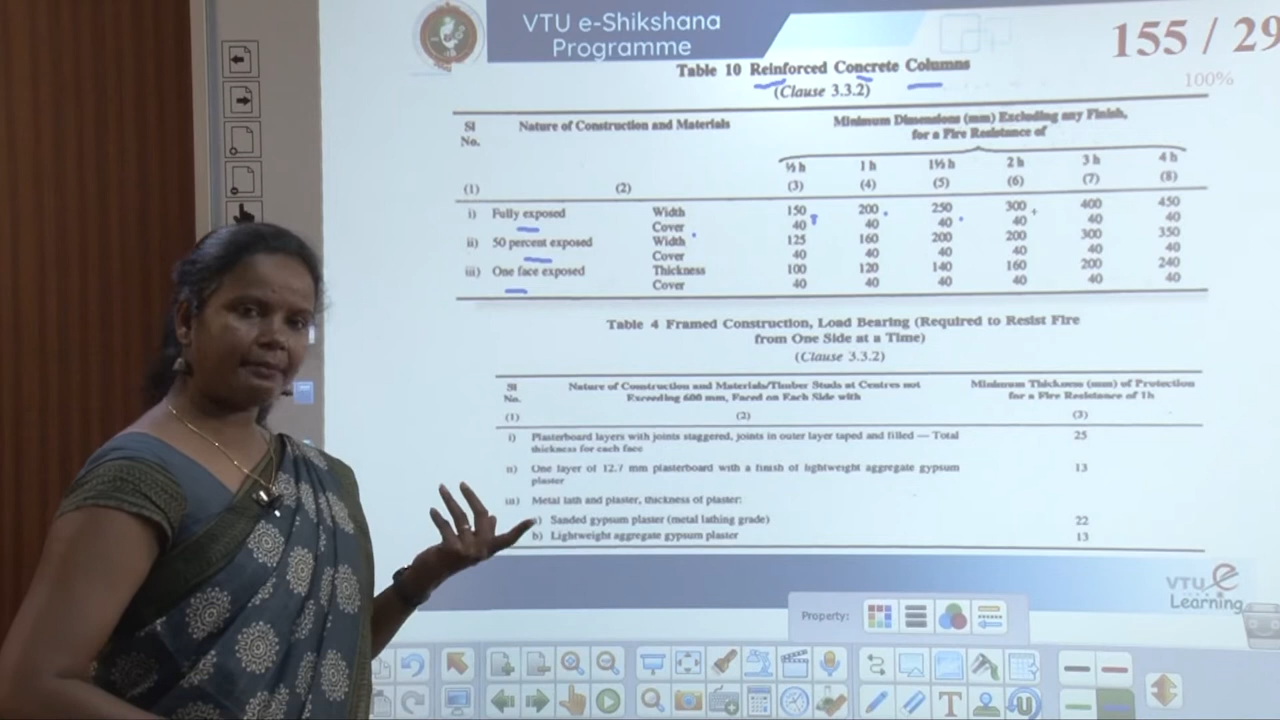 VTU e-Shikshana
Programme
155 / 29
100%
Table 10 Reinforced Concrete Columns
(Clause 3.3.2)
Sl No. Nature of Construction and Materials Minimum Dimensions (mm) Excluding any Finish, for a Fire Resistance of
½ h 1 h 1½ h 2 h 3 h 4 h
(1) (2) (3) (4) (5) (6) (7) (8)
i) Fully exposed Width 150 200 250 300 400 450
Cover 40 40 40 40 40 40
ii) 50 percent exposed Width 125 160 200 200 300 350
Cover 40 40 40 40 40 40
iii) One face exposed Thickness 100 120 140 160 200 240
Cover 40 40 40 40 40 40
Table 4 Framed Construction, Load Bearing (Required to Resist Fire
from One Side at a Time)
(Clause 3.3.2)
Sl No. Nature of Construction and Materials/Timber Studs at Centres not Exceeding 600 mm, Faced on Each Side with Minimum Thickness (mm) of Protection for a Fire Resistance of 1h
(1) (2) (3)
i) Plasterboard layers with joints staggered, joints in outer layer taped and filled — Total 25
thickness for each face
ii) One layer of 12.7 mm plasterboard with a finish of lightweight aggregate gypsum 13
plaster
iii) Metal lath and plaster, thickness of plaster:
a) Sanded gypsum plaster (metal lathing grade) 22
b) Lightweight aggregate gypsum plaster 13
VTU e
Learning
Property: